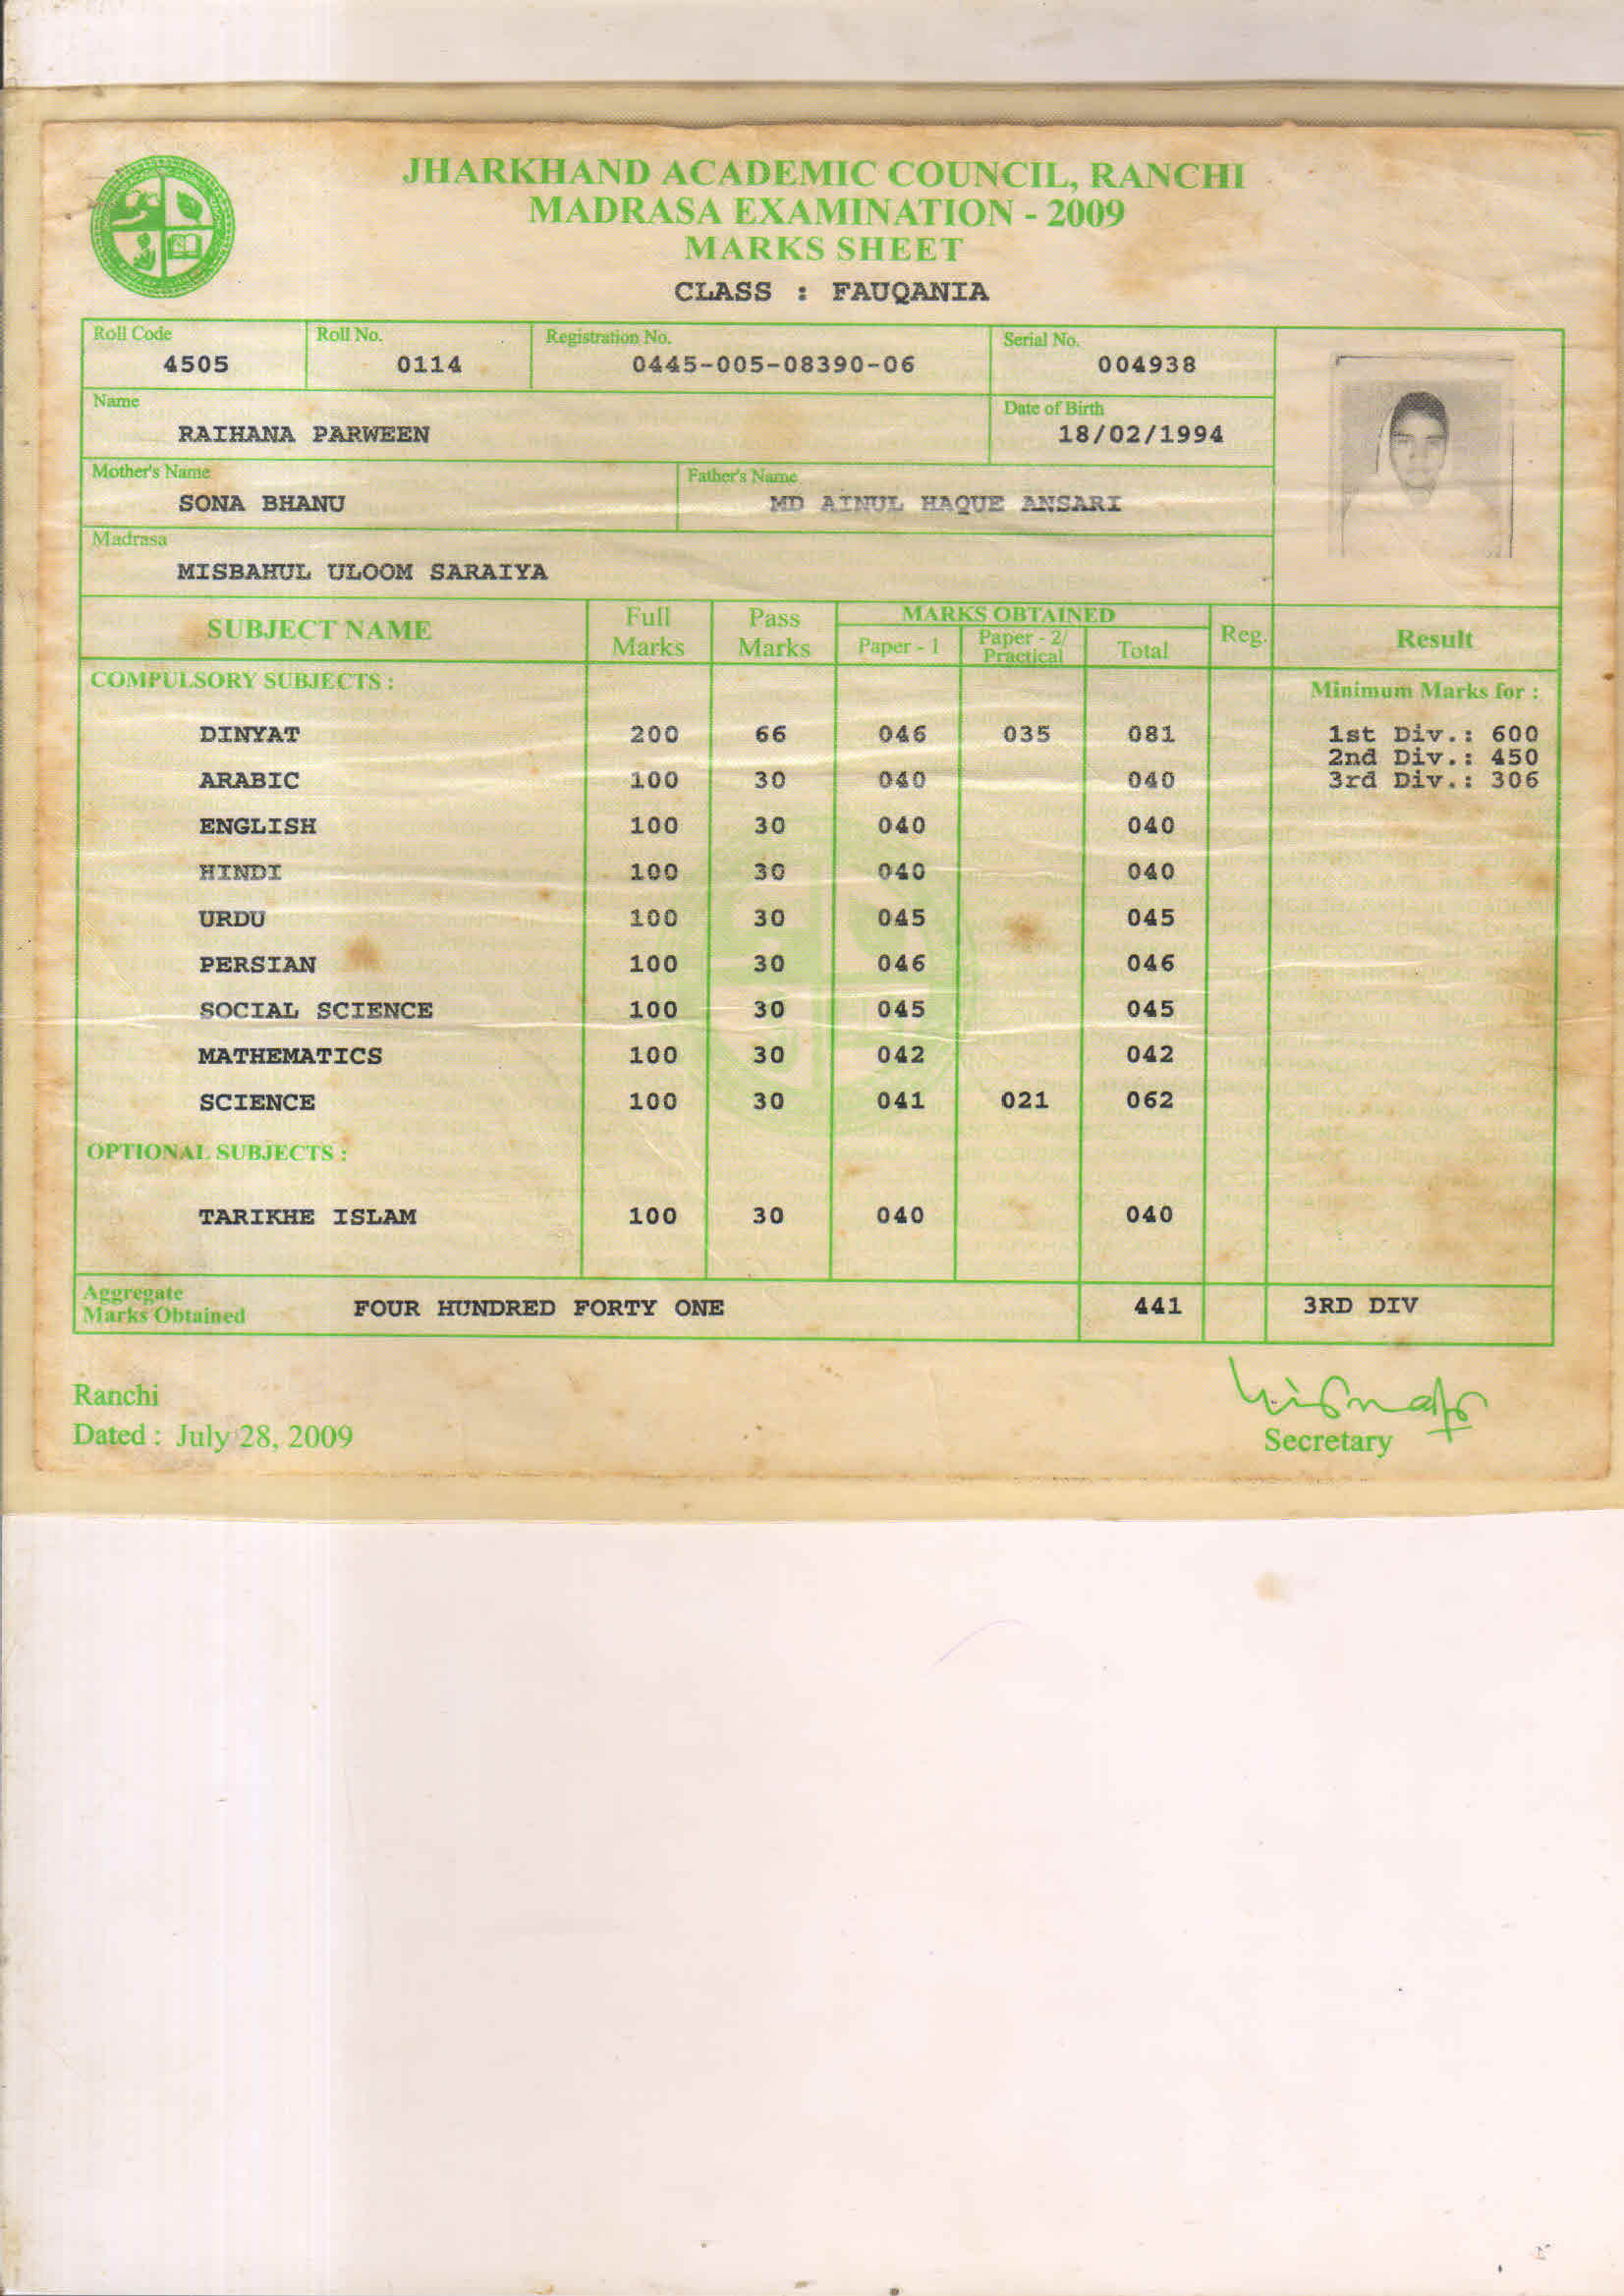 JHARKHAND ACADEMIC COUNCIL, RANCHI
MADRASA EXAMINATION - 2009
MARKS SHEET
CLASS : FAUQANIA
Roll Code Roll No. Registration No. Serial No.
4505 0114 0445-005-08390-06 004938
Name Date of Birth
RAIHANA PARWEEN 18/02/1994
Mother's Name Father's Name
SONA BHANU MD AINUL HAQUE ANSARI
Madrasa
MISBAHUL ULOOM SARAIYA
SUBJECT NAME Full Marks Pass Marks MARKS OBTAINED Paper - 1 Paper - 2/ Practical Total Reg. Result
COMPULSORY SUBJECTS : Minimum Marks for :
DINYAT 200 66 046 035 081 1st Div.: 600
2nd Div.: 450
ARABIC 100 30 040 040 3rd Div.: 306
ENGLISH 100 30 040 040
HINDI 100 30 040 040
URDU 100 30 045 045
PERSIAN 100 30 046 046
SOCIAL SCIENCE 100 30 045 045
MATHEMATICS 100 30 042 042
SCIENCE 100 30 041 021 062
OPTIONAL SUBJECTS :
TARIKHE ISLAM 100 30 040 040
Aggregate
Marks Obtained FOUR HUNDRED FORTY ONE 441 3RD DIV
Ranchi
Dated : July 28, 2009
Secretary